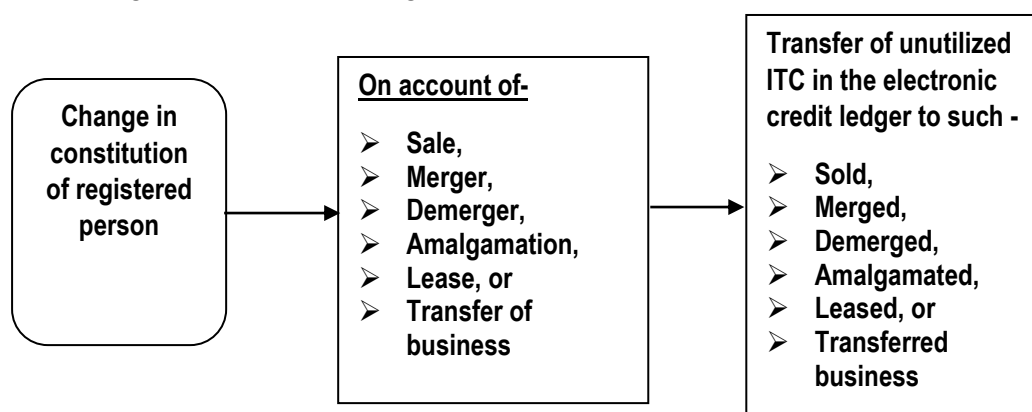 Change in
constitution
of registered
person
On account of-
➢ Sale,
➢ Merger,
➢ Demerger,
➢ Amalgamation,
➢ Lease, or
➢ Transfer of
business
Transfer of unutilized
ITC in the electronic
credit ledger to such -
➢ Sold,
➢ Merged,
➢ Demerged,
➢ Amalgamated,
➢ Leased, or
➢ Transferred
business